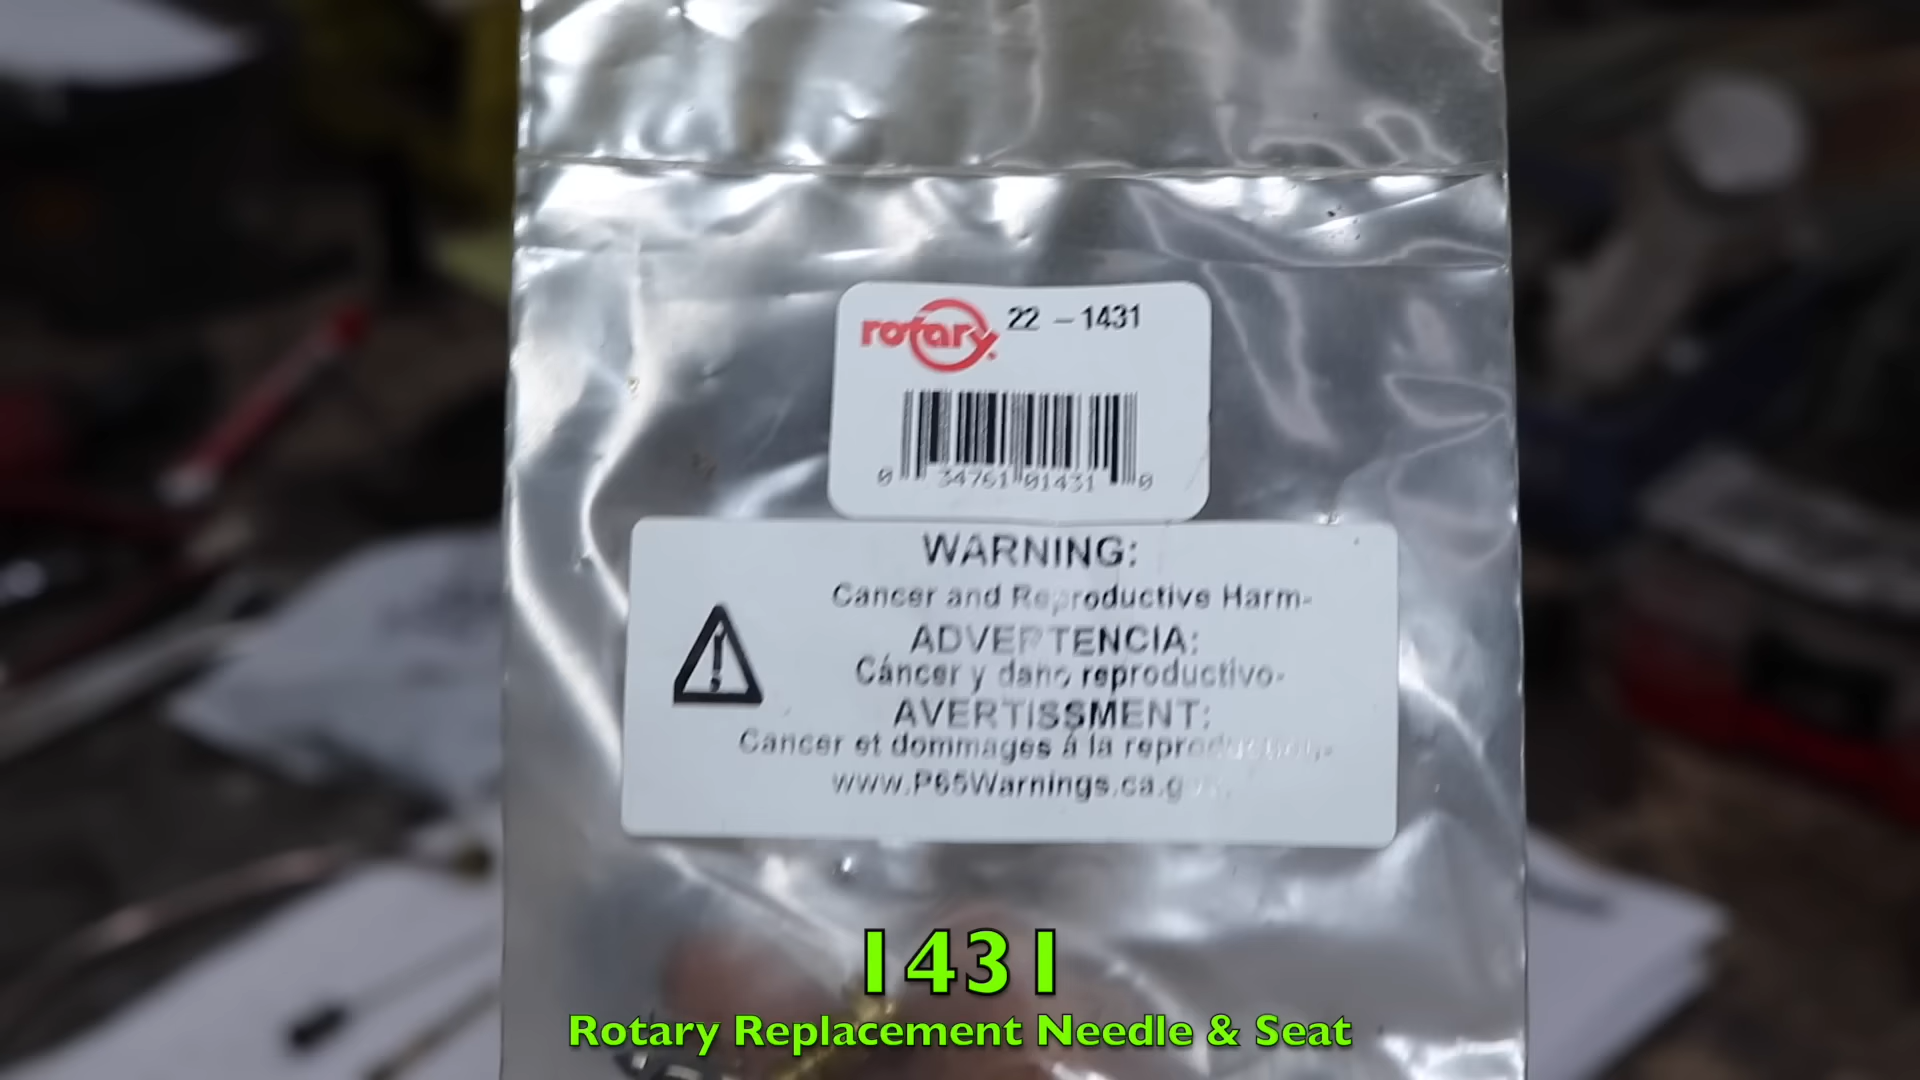 rotary 22 - 1431
0 34761 01431 0
WARNING:
Cancer and Reproductive Harm-
ADVERTENCIA:
Cáncer y dano reproductivo-
AVERTISSMENT:
Cancer et dommages á la
www.P65Warnings.ca.g
1431
Rotary Replacement Needle & Seat